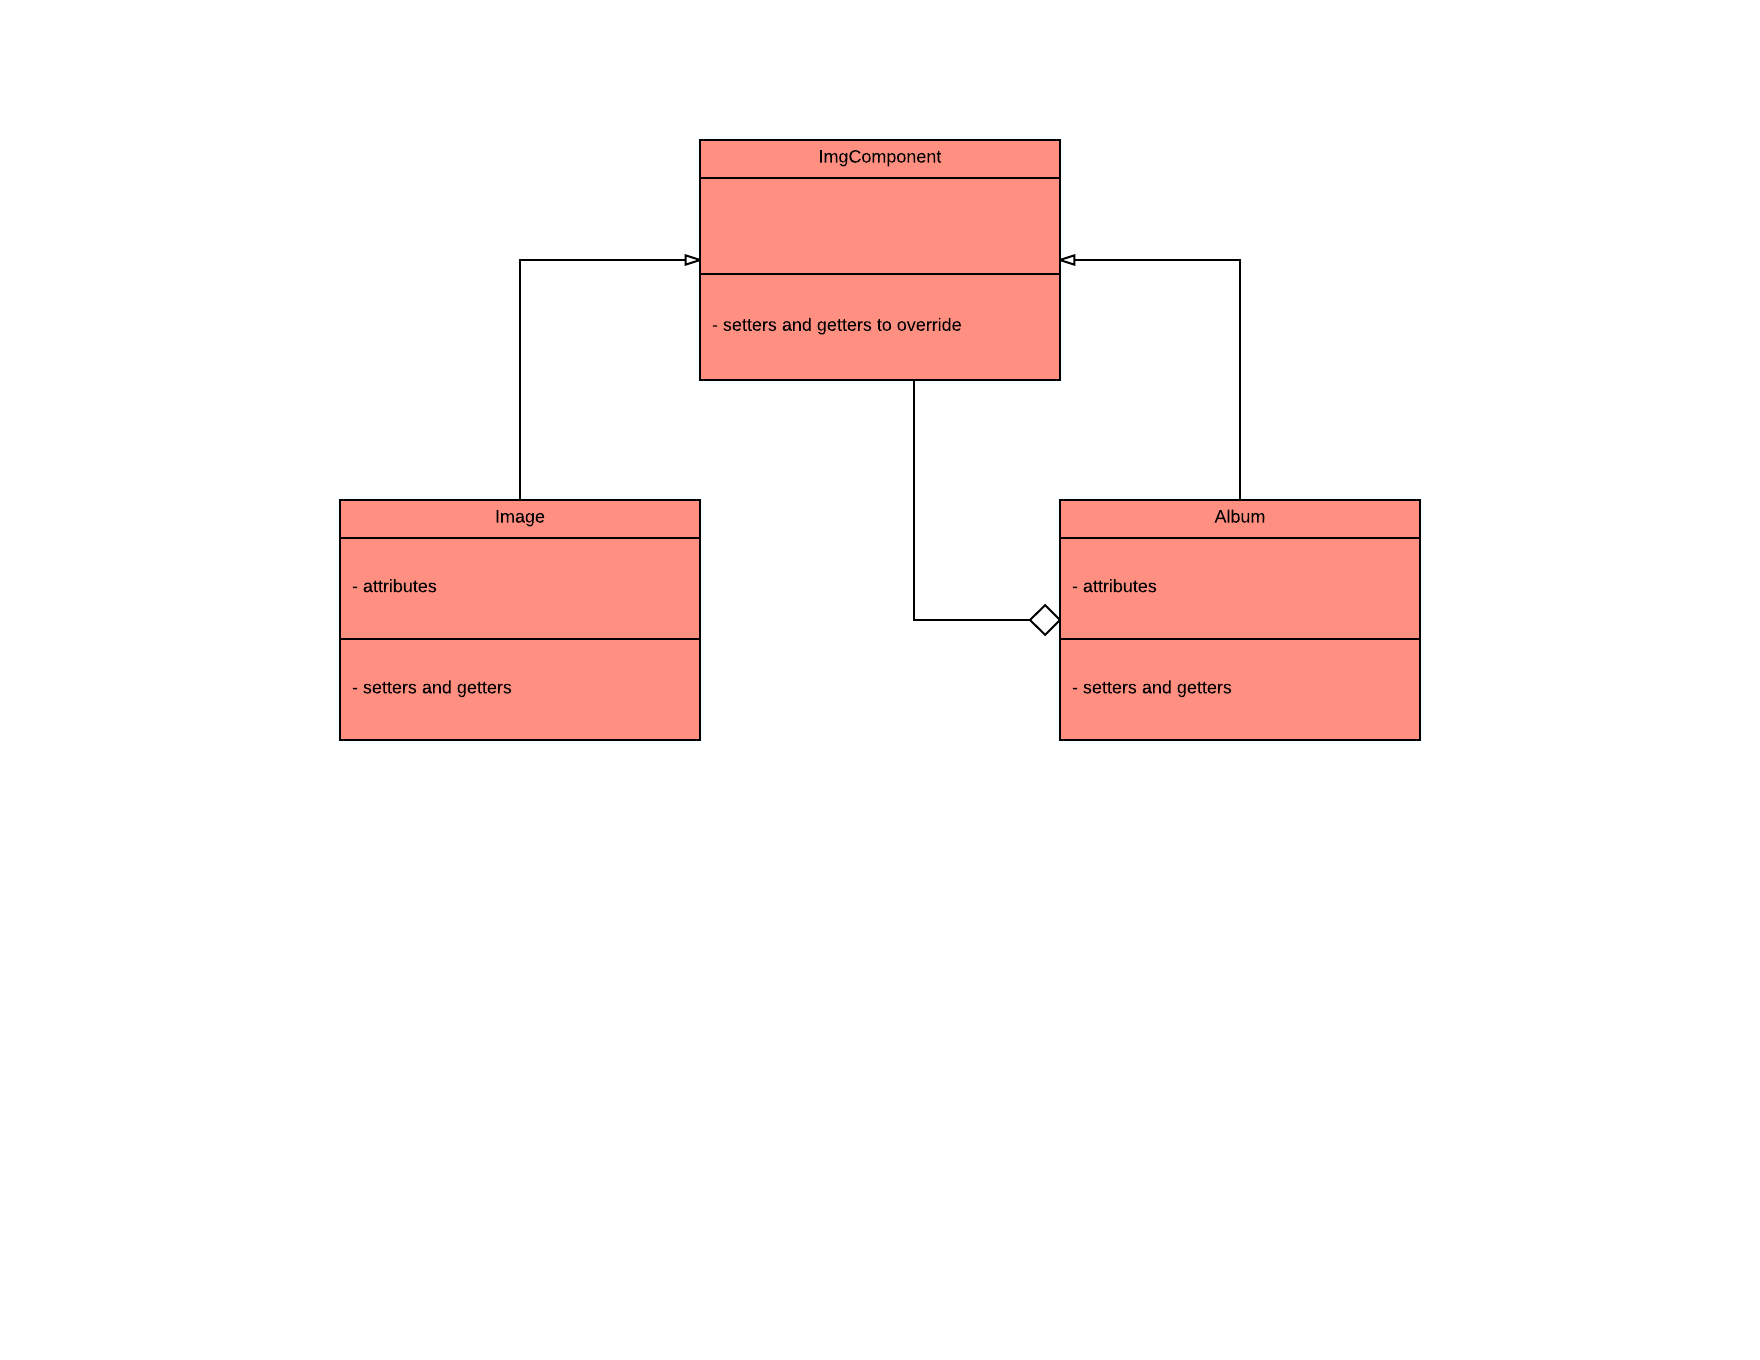 ImgComponent
- setters and getters to override
Image
- attributes
- setters and getters
Album
- attributes
- setters and getters